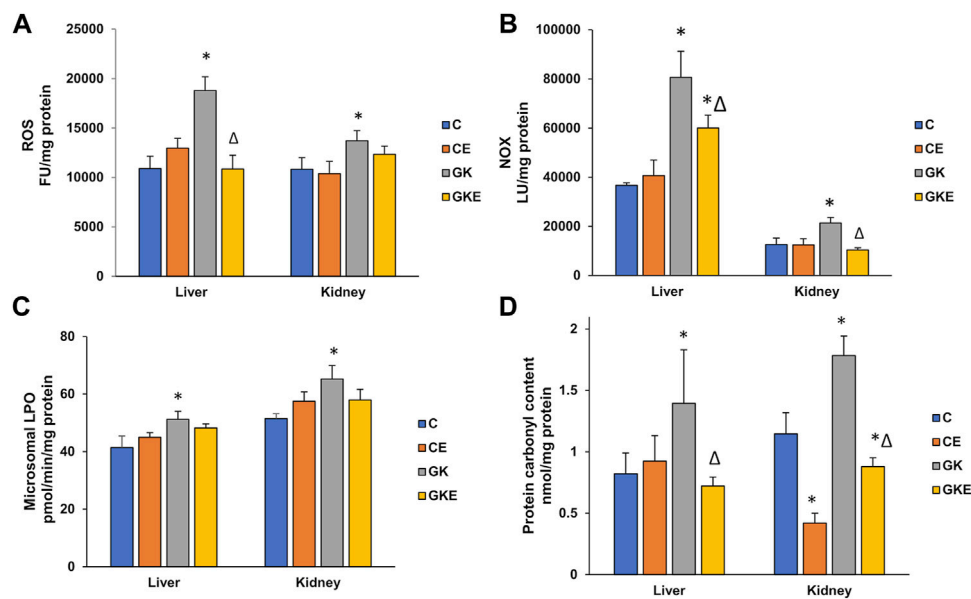 A
ROS
FU/mg protein
25000
20000
15000
10000
5000
0
*
Δ
*
Liver
Kidney
C
CE
GK
GKE
B
NOX
LU/mg protein
100000
80000
60000
40000
20000
0
*
*Δ
*
Δ
Liver
Kidney
C
CE
GK
GKE
C
Microsomal LPO
pmol/min/mg protein
80
60
40
20
0
*
*
Liver
Kidney
C
CE
GK
GKE
D
Protein carbonyl content
nmol/mg protein
2
1.5
1
0.5
0
*
Δ
*
*
*Δ
Liver
Kidney
C
CE
GK
GKE